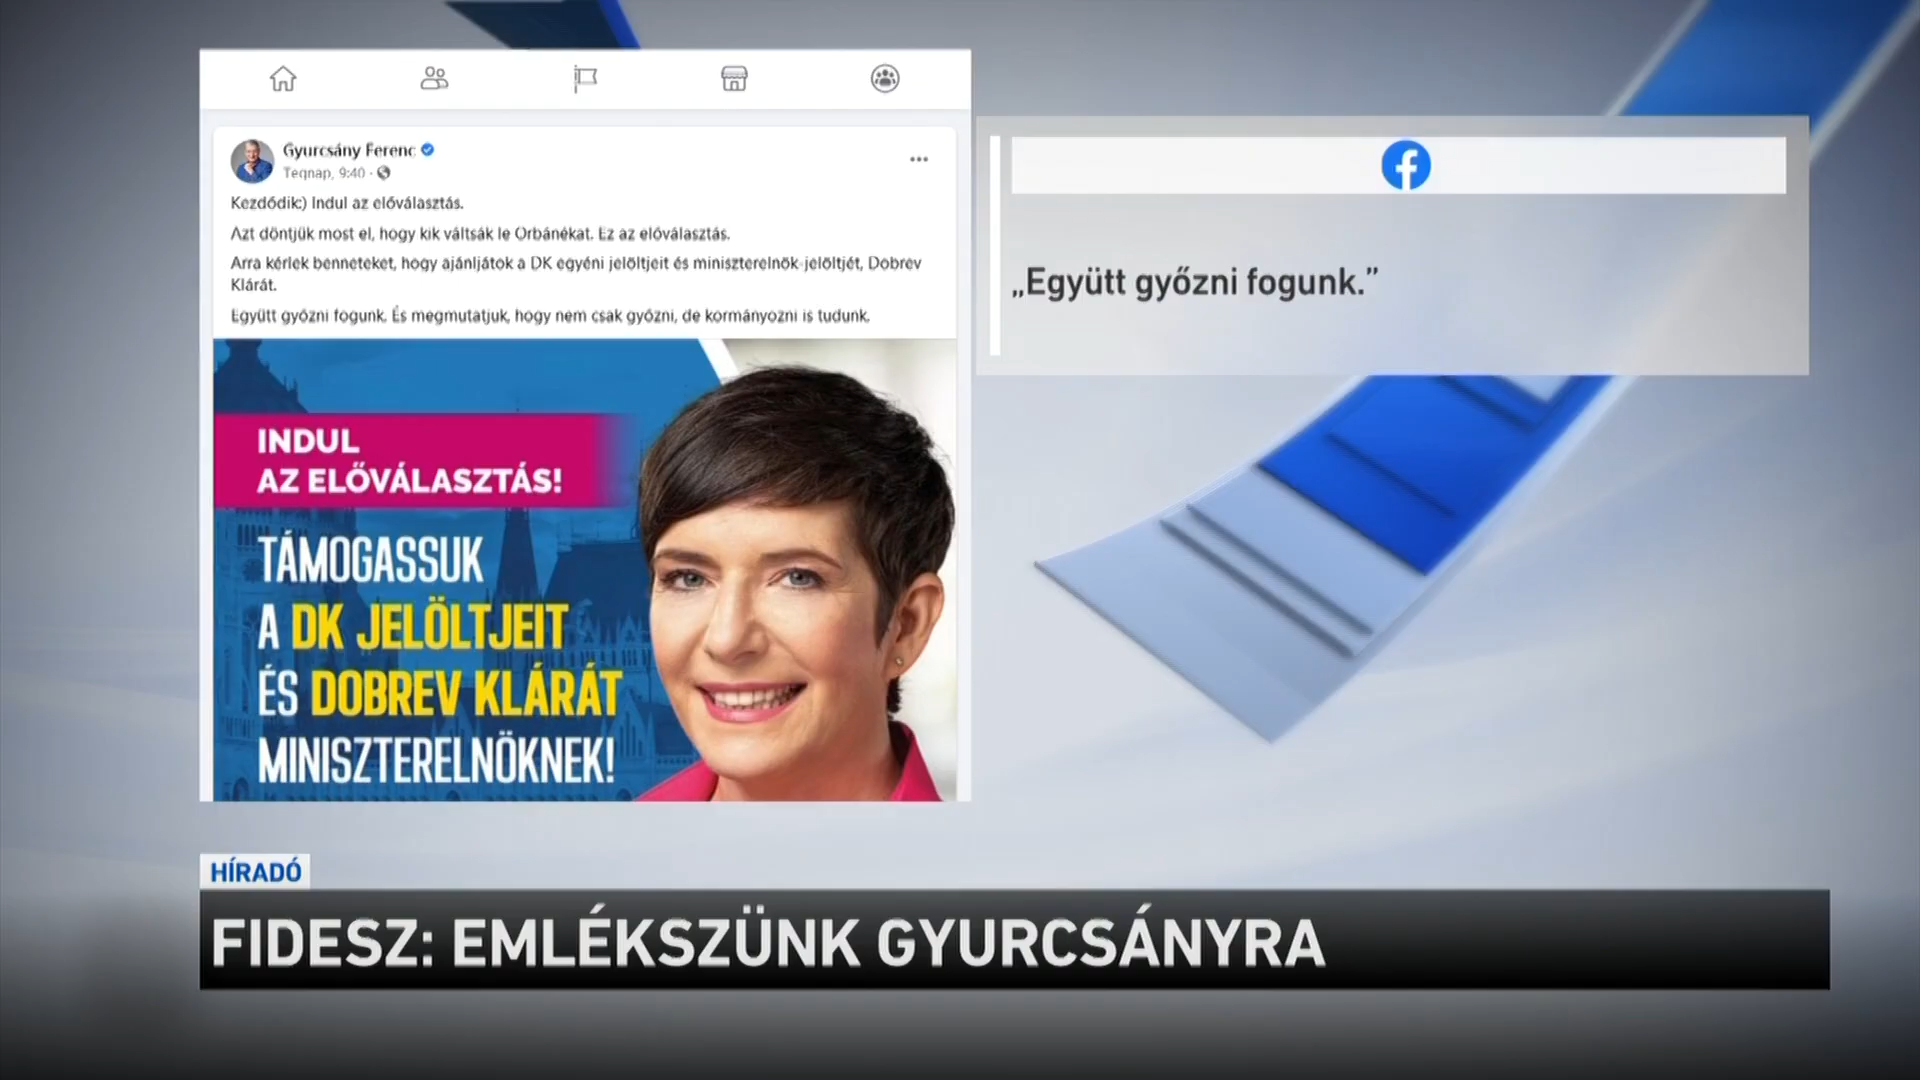 Gyurcsány Ferenc
Tegnap, 9:40 ·
Kezdődik:) Indul az előválasztás.
Azt döntjük most el, hogy kik váltsák le Orbánékat. Ez az előválasztás.
Arra kérlek benneteket, hogy ajánljátok a DK egyéni jelöltjeit és miniszterelnök-jelöltjét, Dobrev
Klárát.
Együtt győzni fogunk. És megmutatjuk, hogy nem csak győzni, de kormányozni is tudunk.
INDUL
AZ ELŐVÁLASZTÁS!
TÁMOGASSUK
A DK JELÖLTJEIT
ÉS DOBREV KLÁRÁT
MINISZTERELNÖKNEK!
„Együtt győzni fogunk.”
HÍRADÓ
FIDESZ: EMLÉKSZÜNK GYURCSÁNYRA